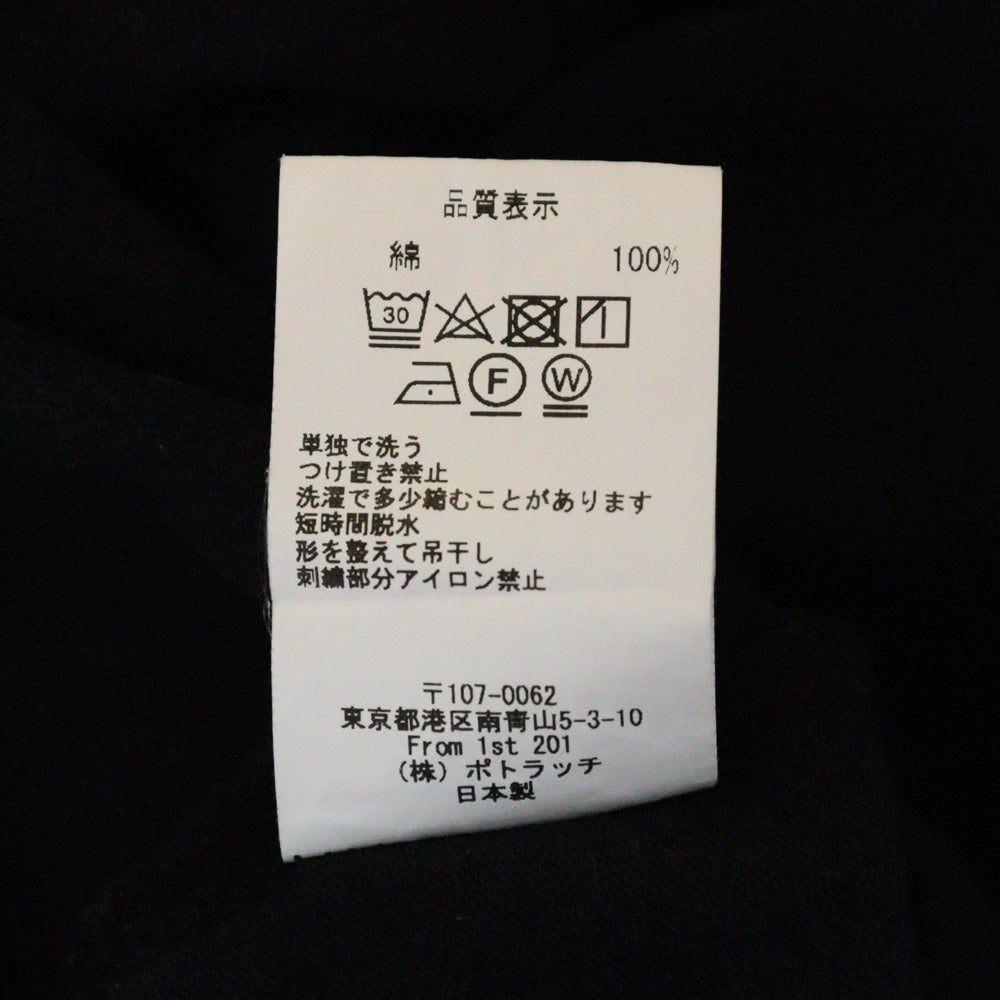 品質表示
綿 100%
30
F W
単独で洗う
つけ置き禁止
洗濯で多少縮むことがあります
短時間脱水
形を整えて吊干し
刺繍部分アイロン禁止
〒107-0062
東京都港区南青山5-3-10
From 1st 201
(株)ポトラッチ
日本製